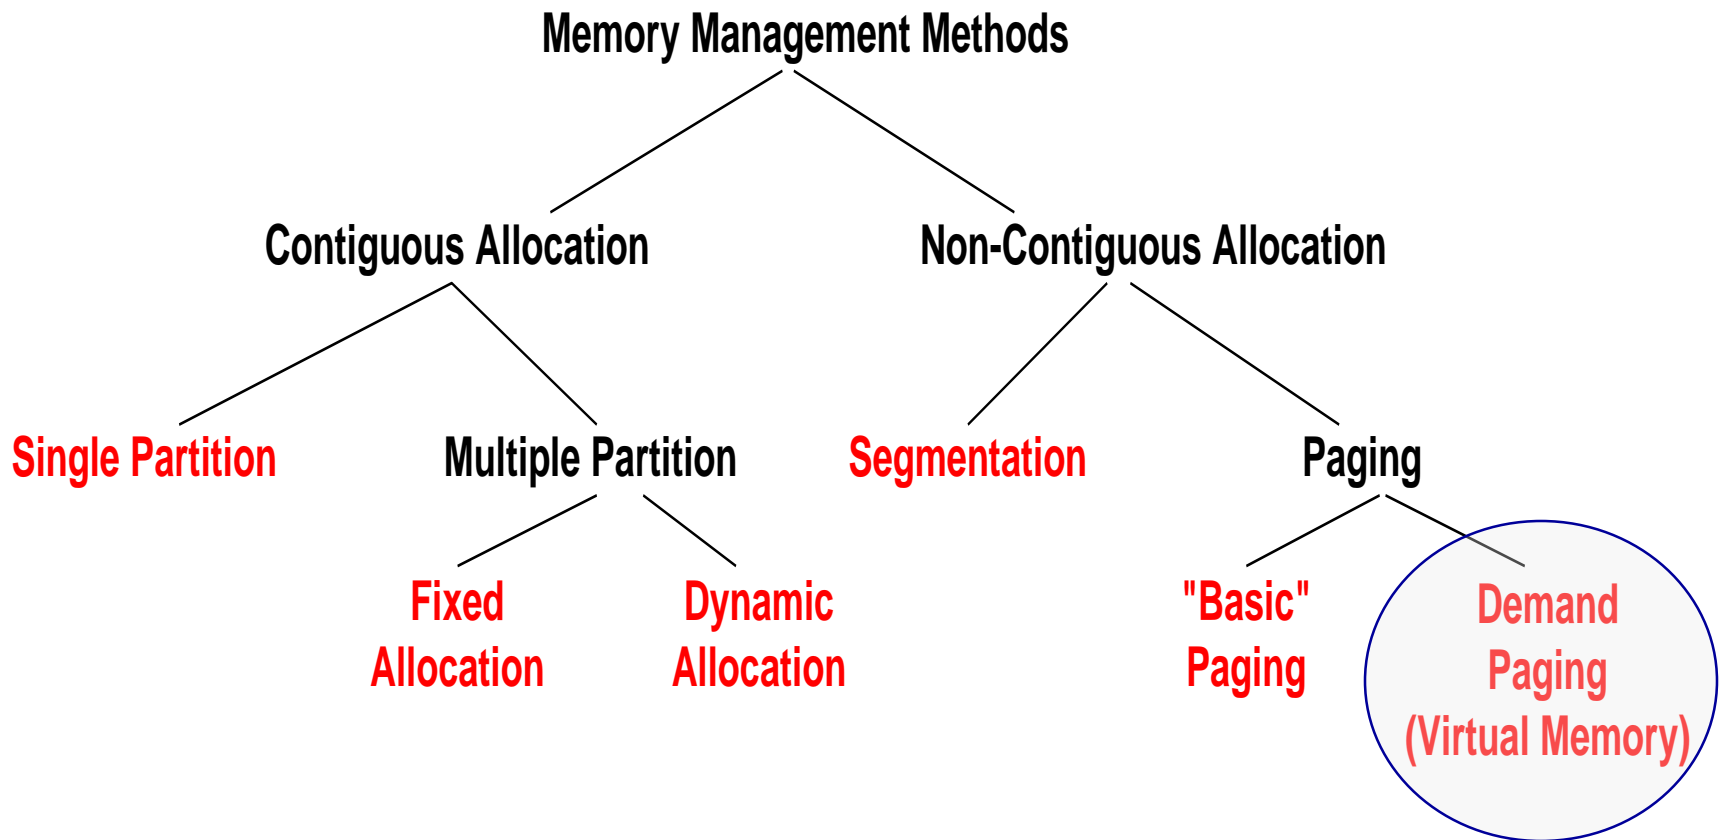 Memory Management Methods
Contiguous Allocation
Non-Contiguous Allocation
Single Partition
Multiple Partition
Segmentation
Paging
Fixed
Allocation
Dynamic
Allocation
"Basic"
Paging
Demand
Paging
(Virtual Memory)